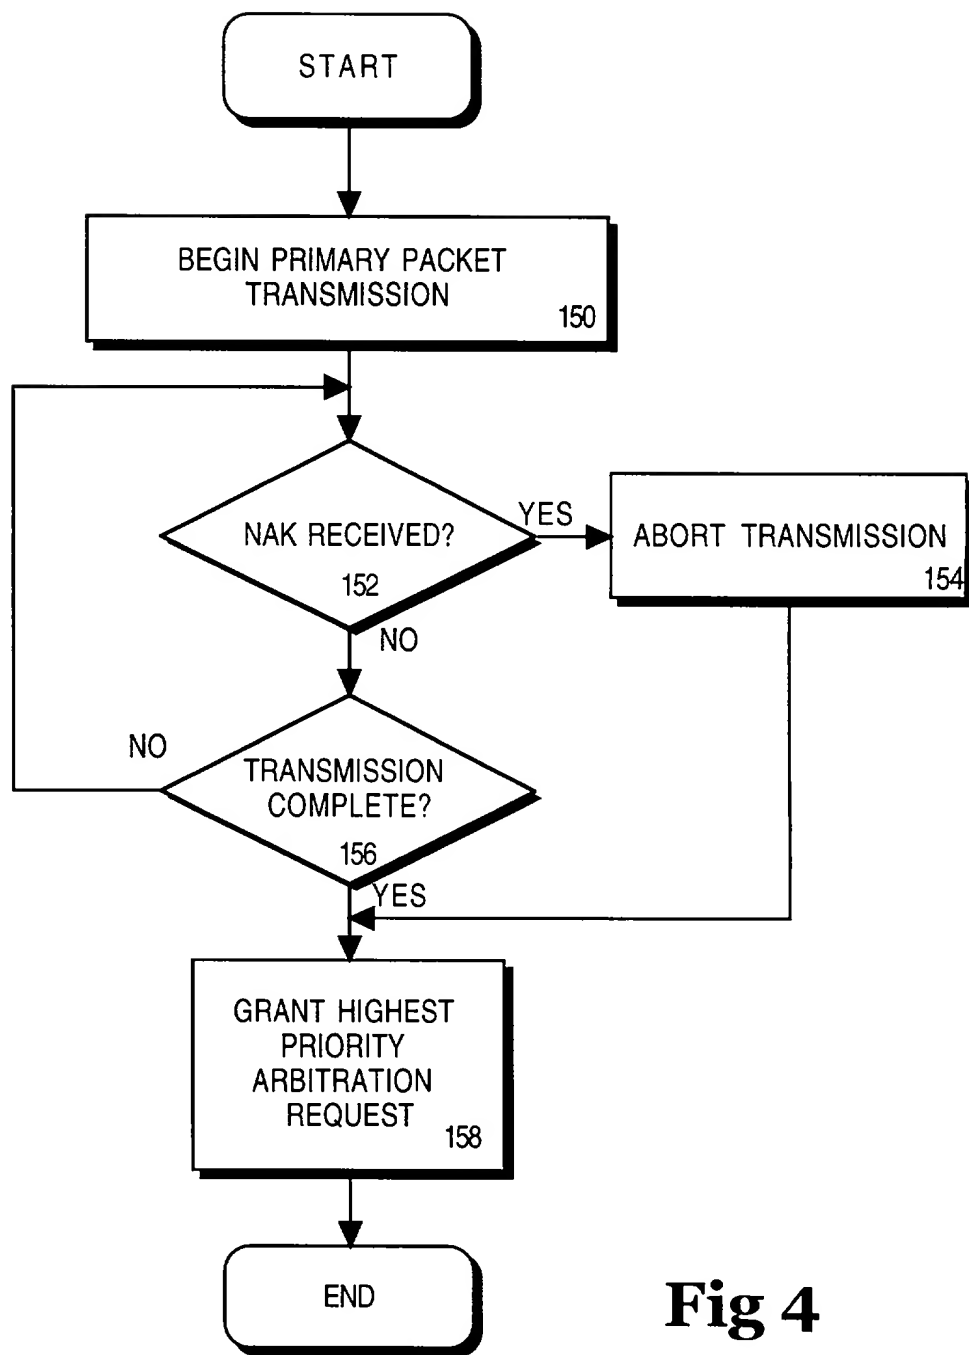 START
BEGIN PRIMARY PACKET
TRANSMISSION
150
NAK RECEIVED?
152
YES
ABORT TRANSMISSION
154
NO
NO
TRANSMISSION
COMPLETE?
156
YES
GRANT HIGHEST
PRIORITY
ARBITRATION
REQUEST
158
END
Fig 4